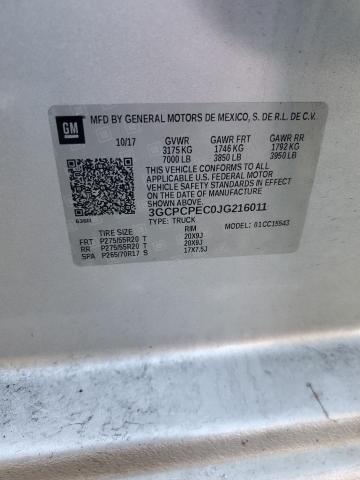 GM
MFD BY GENERAL MOTORS DE MEXICO, S. DE R.L. DE C.V.
10/17 GVWR GAWR FRT GAWR RR
3175 KG 1746 KG 1792 KG
7000 LB 3850 LB 3950 LB
THIS VEHICLE CONFORMS TO ALL APPLICABLE U.S. FEDERAL MOTOR
VEHICLE SAFETY STANDARDS IN EFFECT ON THE DATE OF
MANUFACTURE SHOWN ABOVE.
3GCPCPEC0JG216011
TYPE: TRUCK
MODEL: 01CC15543
TIRE SIZE RIM
FRT P275/55R20 T 20X9J
RR P275/55R20 T 20X9J
SPA P265/70R17 S 17X7.5J